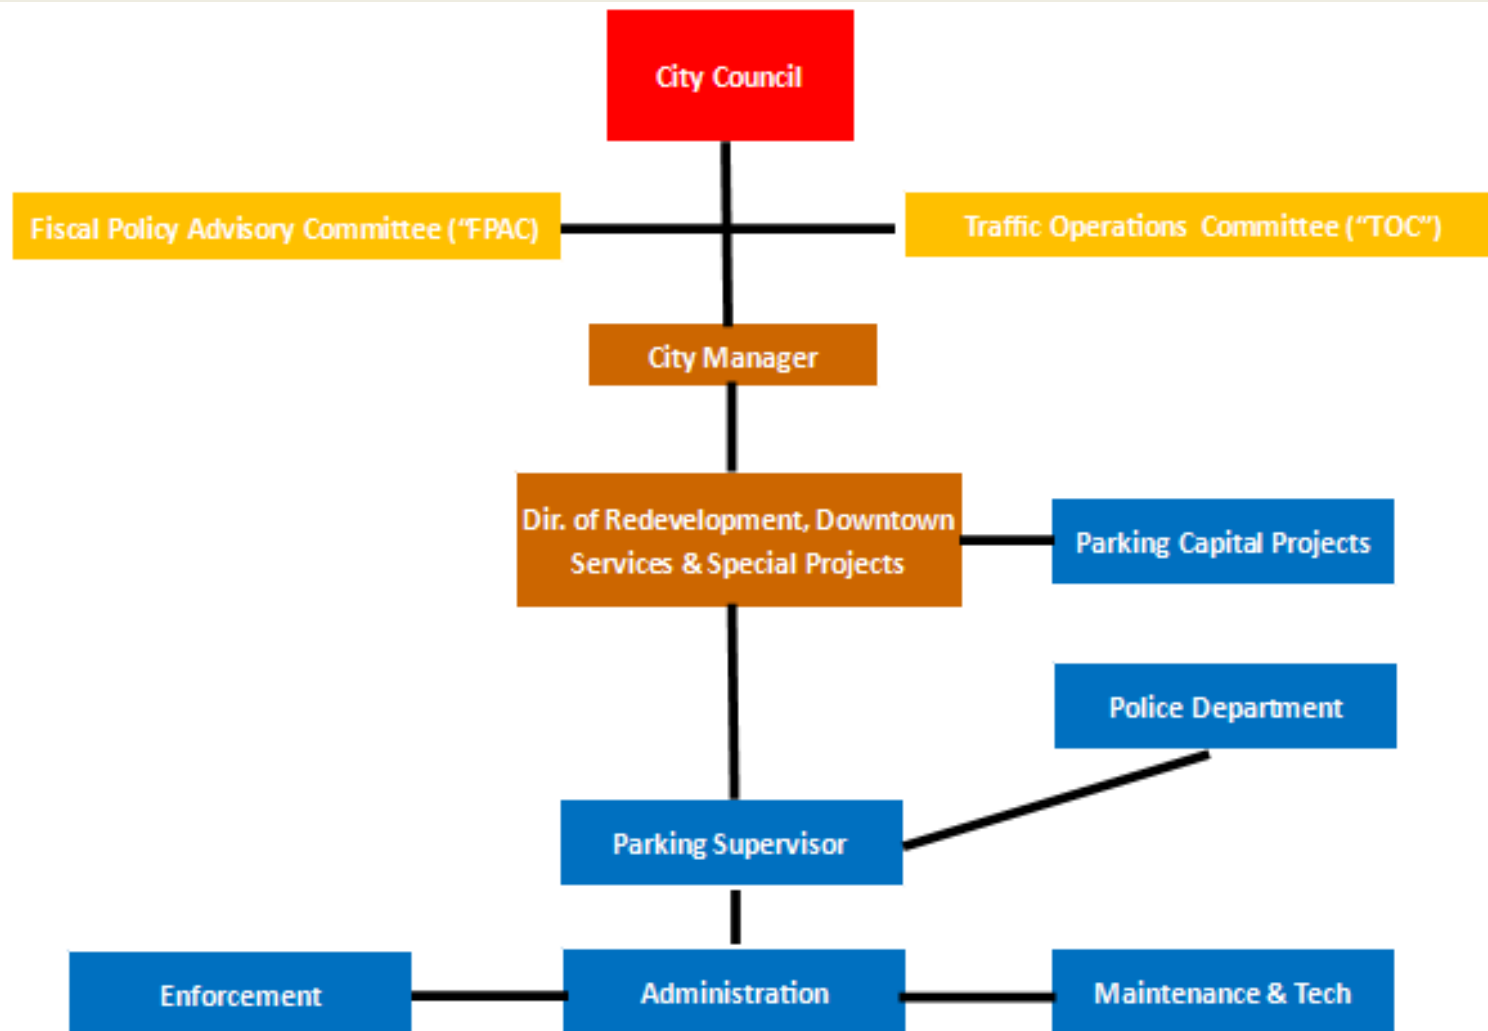 City Council
Fiscal Policy Advisory Committee (“FPAC)
Traffic Operations Committee (“TOC”)
City Manager
Dir. of Redevelopment, Downtown
Services & Special Projects
Parking Capital Projects
Police Department
Parking Supervisor
Enforcement
Administration
Maintenance & Tech